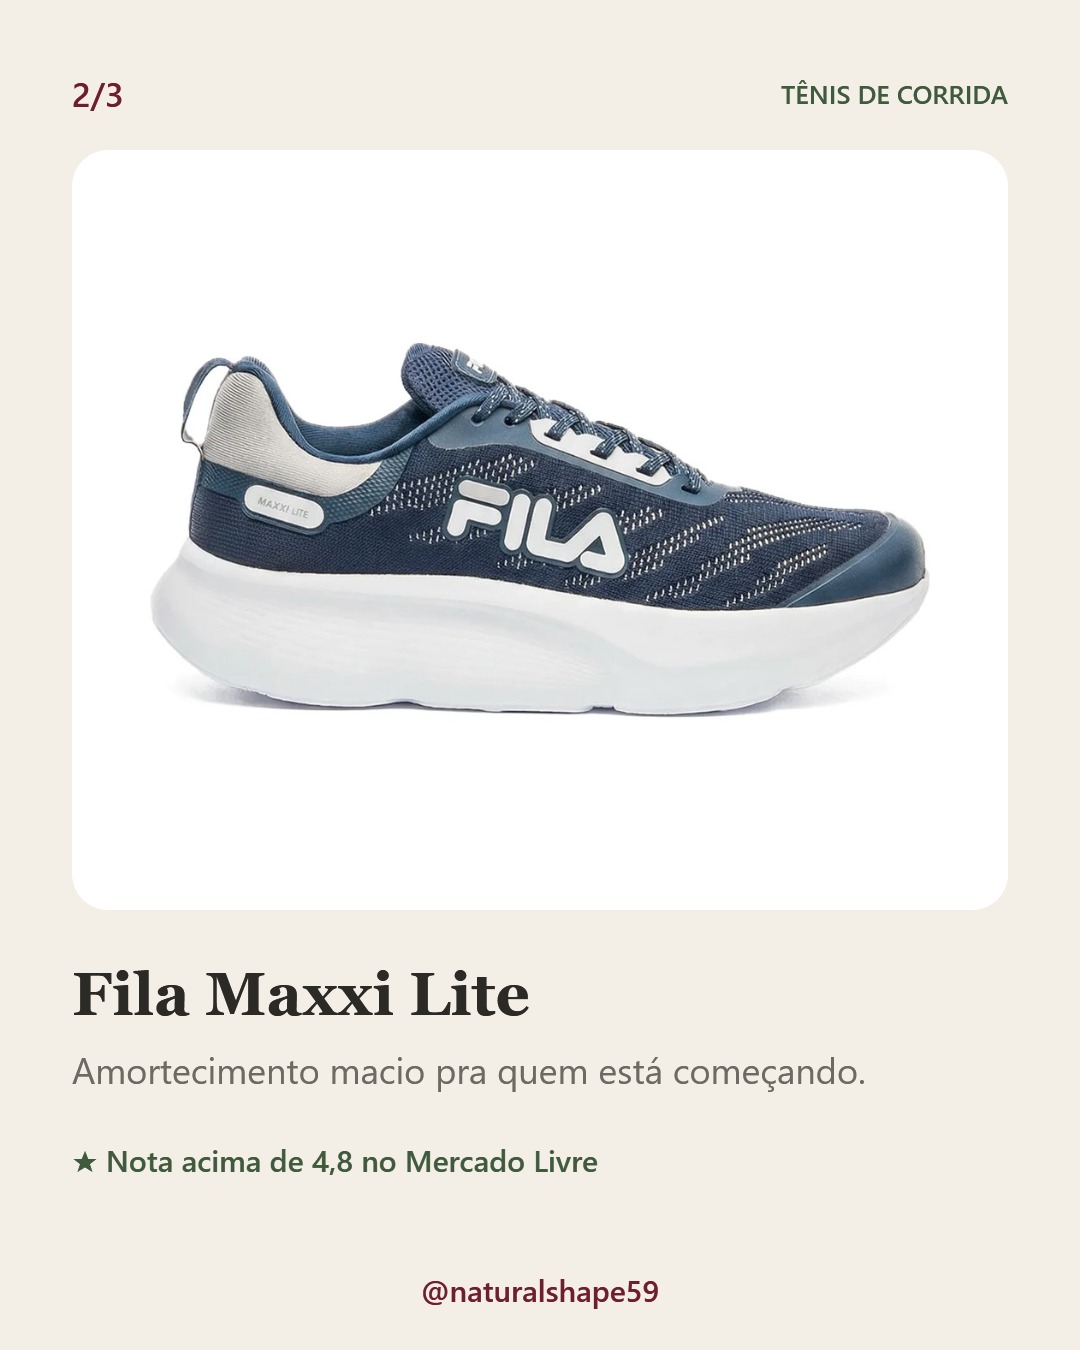 2/3
TÊNIS DE CORRIDA
MAXXI LITE
FILA
Fila Maxxi Lite
Amortecimento macio pra quem está começando.
★ Nota acima de 4,8 no Mercado Livre
@naturalshape59